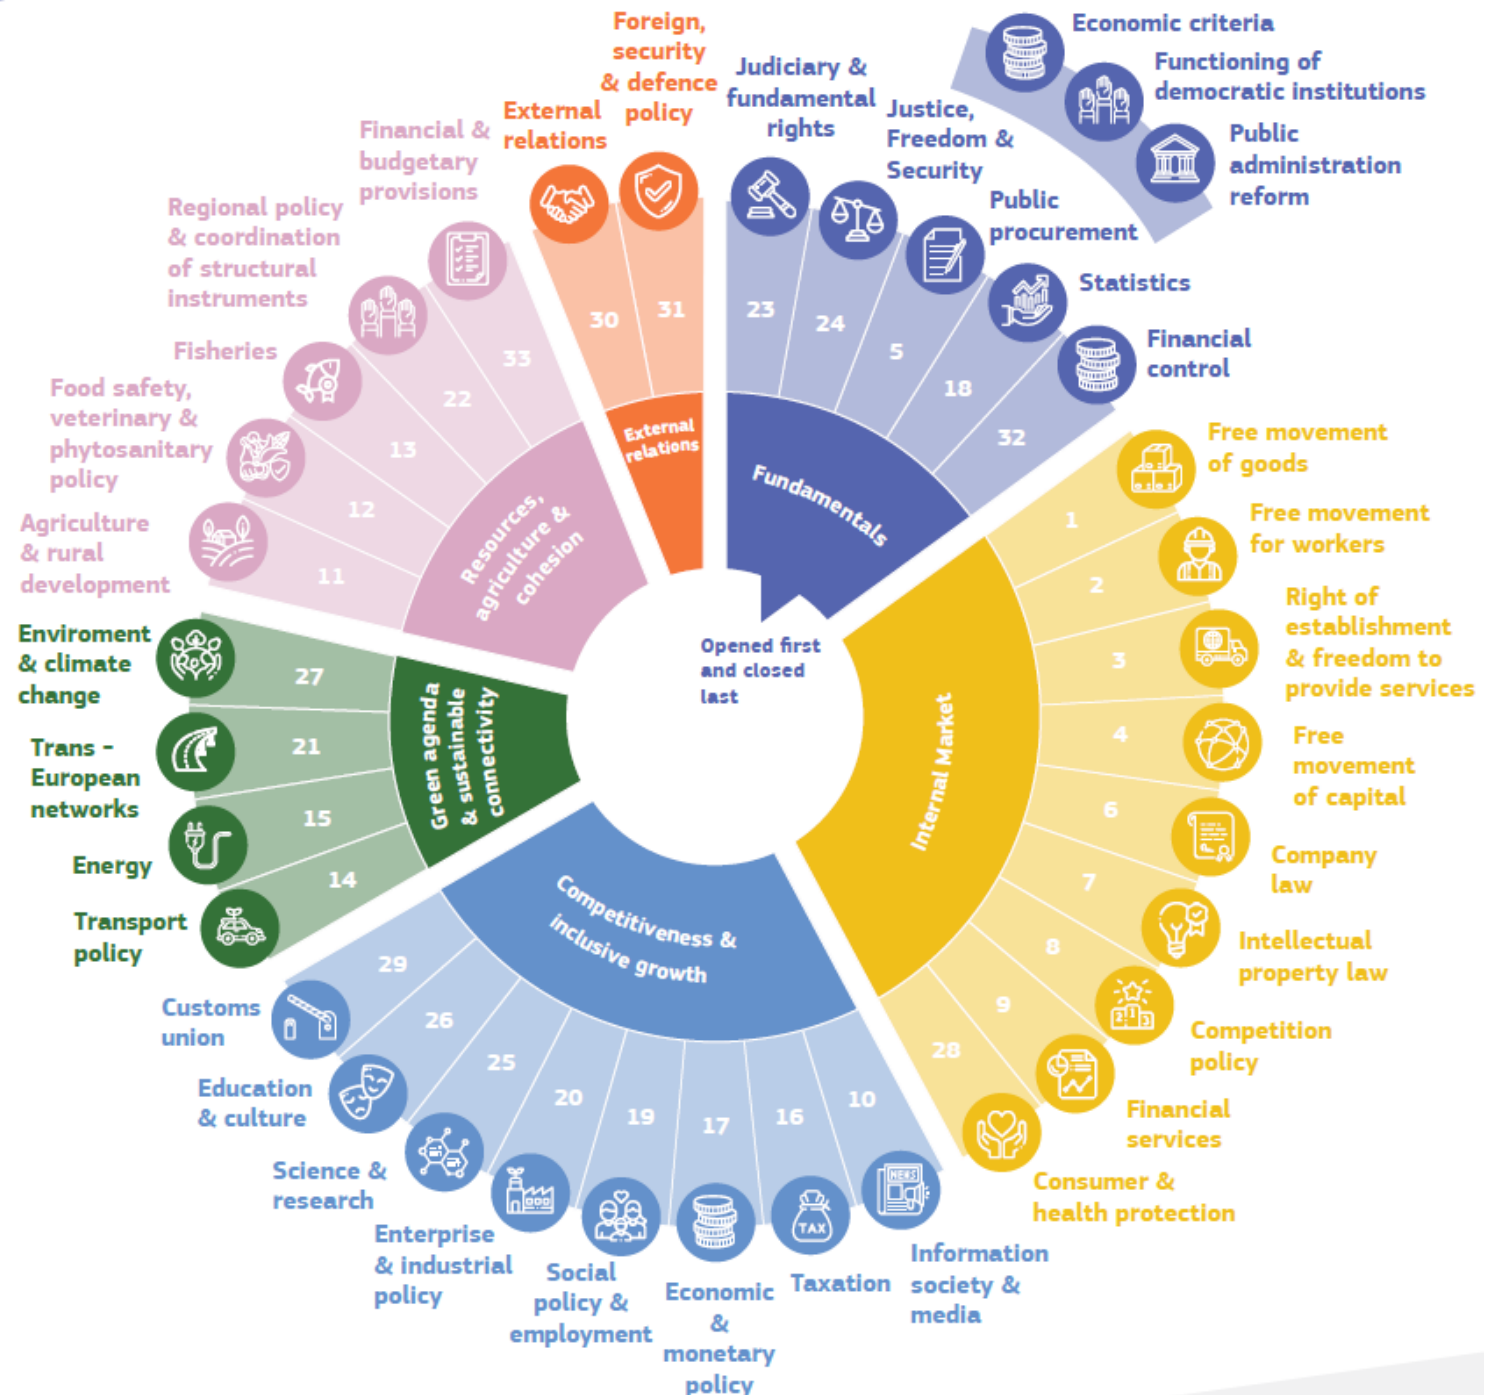 Foreign,
security
& defence
policy
External
relations
Judiciary &
fundamental
rights
Justice,
Freedom &
Security
Public
procurement
Statistics
Financial
control
Economic criteria
Functioning of
democratic institutions
Public
administration
reform
23
24
5
18
32
Fundamentals
Opened first
and closed
last
Free movement
of goods
Free movement
for workers
Right of
establishment
& freedom to
provide services
Free
movement
of capital
Company
law
Intellectual
property law
Competition
policy
Financial
services
Consumer &
health protection
1
2
3
4
6
7
8
9
28
Internal Market
Information
society &
media
Taxation
TAX
NEWS
2 1 3
Economic
&
monetary
policy
Social
policy &
employment
Enterprise
& industrial
policy
Science &
research
Education
& culture
Customs
union
10
16
17
19
20
25
26
29
Competitiveness &
inclusive growth
Transport
policy
Energy
Trans -
European
networks
Enviroment
& climate
change
14
15
21
27
Green agenda
& sustainable
connectivity
Agriculture
& rural
development
Food safety,
veterinary &
phytosanitary
policy
Fisheries
Regional policy
& coordination
of structural
instruments
Financial &
budgetary
provisions
11
12
13
22
33
Resources,
agriculture &
cohesion
30
31
External
relations